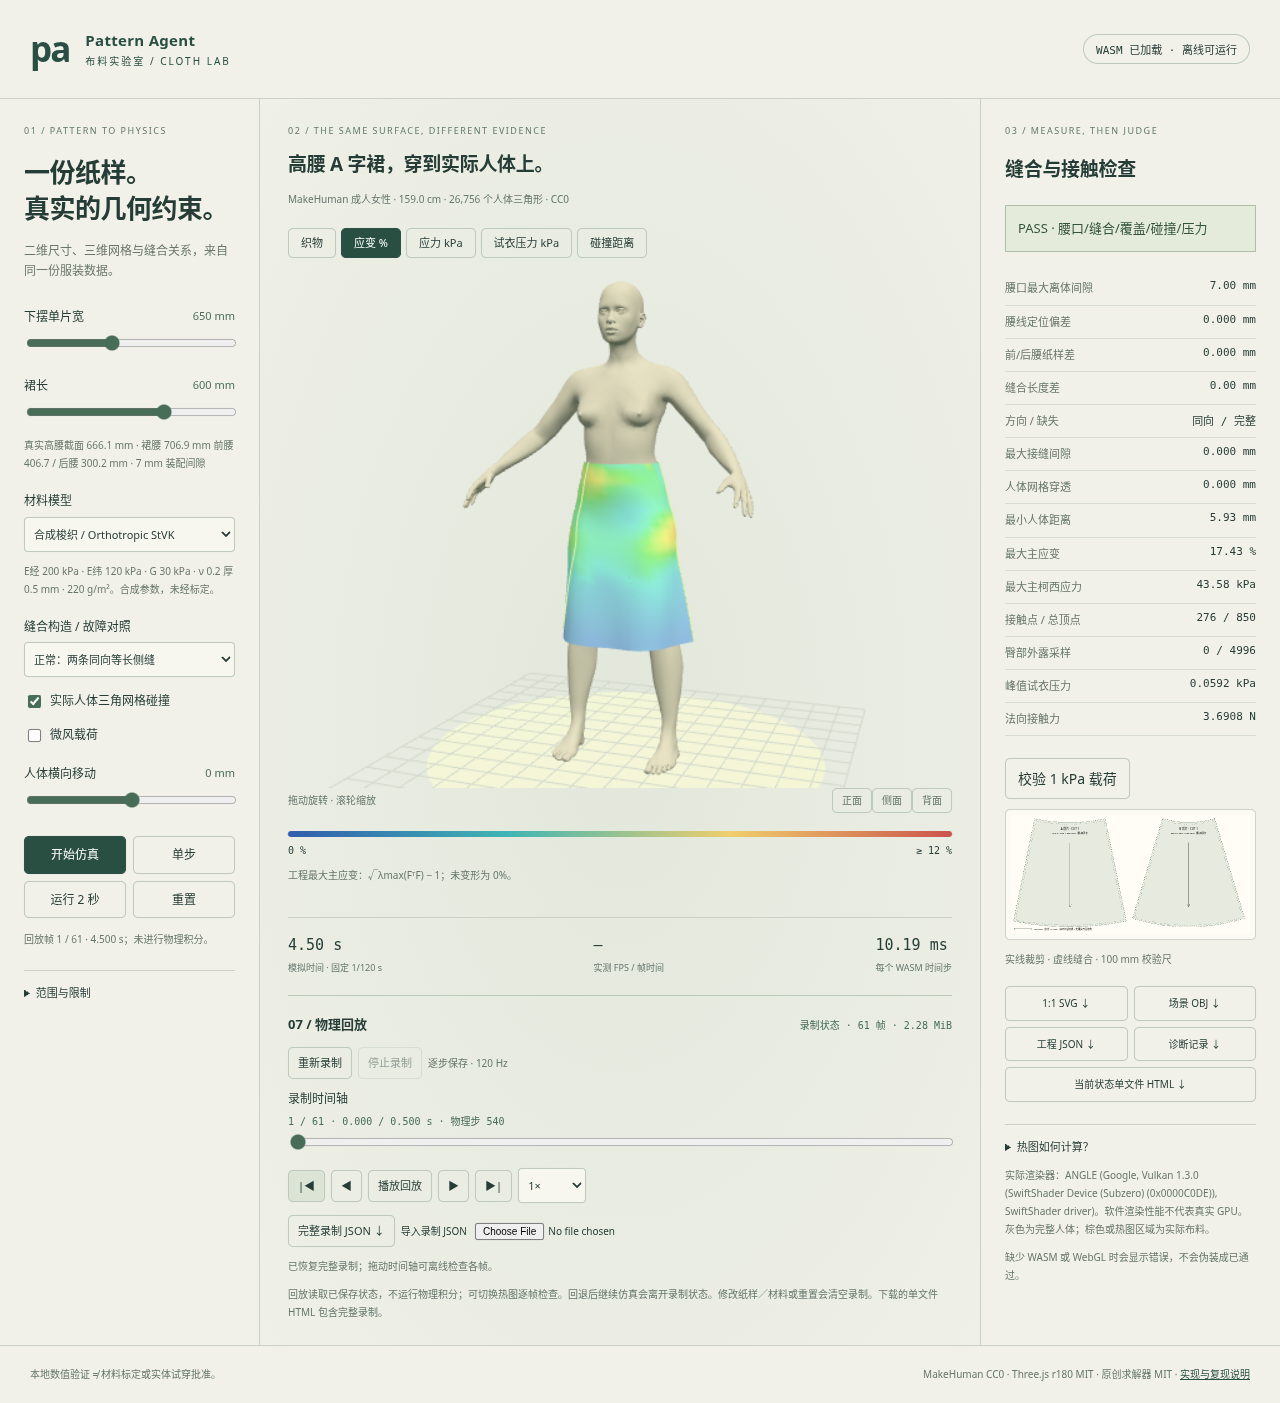 pa
Pattern Agent
布料实验室 / CLOTH LAB
WASM 已加载 · 离线可运行
01 / PATTERN TO PHYSICS
一份纸样。
真实的几何约束。
二维尺寸、三维网格与缝合关系，来自
同一份服装数据。
下摆单片宽 650 mm
裙长 600 mm
真实高腰截面 666.1 mm · 裙腰 706.9 mm 前腰
406.7 / 后腰 300.2 mm · 7 mm 装配间隙
材料模型
合成梭织 / Orthotropic StVK
E经 200 kPa · E纬 120 kPa · G 30 kPa · ν 0.2 厚
0.5 mm · 220 g/m²。合成参数，未经标定。
缝合构造 / 故障对照
正常：两条同向等长侧缝
实际人体三角网格碰撞
微风载荷
人体横向移动 0 mm
开始仿真 单步
运行 2 秒 重置
回放帧 1 / 61 · 4.500 s；未进行物理积分。
范围与限制
02 / THE SAME SURFACE, DIFFERENT EVIDENCE
高腰 A 字裙，穿到实际人体上。
MakeHuman 成人女性 · 159.0 cm · 26,756 个人体三角形 · CC0
织物 应变 % 应力 kPa 试衣压力 kPa 碰撞距离
拖动旋转 · 滚轮缩放 正面 侧面 背面
0 % ≥ 12 %
工程最大主应变：√λmax(FᵀF) − 1；未变形为 0%。
4.50 s — 10.19 ms
模拟时间 · 固定 1/120 s 实测 FPS / 帧时间 每个 WASM 时间步
07 / 物理回放 录制状态 · 61 帧 · 2.28 MiB
重新录制 停止录制 逐步保存 · 120 Hz
录制时间轴
1 / 61 · 0.000 / 0.500 s · 物理步 540
|◀ ◀ 播放回放 ▶ ▶| 1×
完整录制 JSON ↓ 导入录制 JSON Choose File No file chosen
已恢复完整录制；拖动时间轴可离线检查各帧。
回放读取已保存状态，不运行物理积分；可切换热图逐帧检查。回退后继续仿真会离开录制状态。修改纸样／材料或重置会清空录制。下载的单文件
HTML 包含完整录制。
03 / MEASURE, THEN JUDGE
缝合与接触检查
PASS · 腰口/缝合/覆盖/碰撞/压力
腰口最大离体间隙 7.00 mm
腰线定位偏差 0.000 mm
前/后腰纸样差 0.000 mm
缝合长度差 0.00 mm
方向 / 缺失 同向 / 完整
最大接缝间隙 0.000 mm
人体网格穿透 0.000 mm
最小人体距离 5.93 mm
最大主应变 17.43 %
最大主柯西应力 43.58 kPa
接触点 / 总顶点 276 / 850
臀部外露采样 0 / 4996
峰值试衣压力 0.0592 kPa
法向接触力 3.6908 N
校验 1 kPa 载荷
实线裁剪 · 虚线缝合 · 100 mm 校验尺
1:1 SVG ↓ 场景 OBJ ↓
工程 JSON ↓ 诊断记录 ↓
当前状态单文件 HTML ↓
热图如何计算？
实际渲染器：ANGLE (Google, Vulkan 1.3.0
(SwiftShader Device (Subzero) (0x0000C0DE)),
SwiftShader driver)。软件渲染性能不代表真实 GPU。
灰色为完整人体；棕色或热图区域为实际布料。
缺少 WASM 或 WebGL 时会显示错误，不会伪装成已通
过。
本地数值验证 ≠ 材料标定或实体试穿批准。
MakeHuman CC0 · Three.js r180 MIT · 原创求解器 MIT · 实现与复现说明